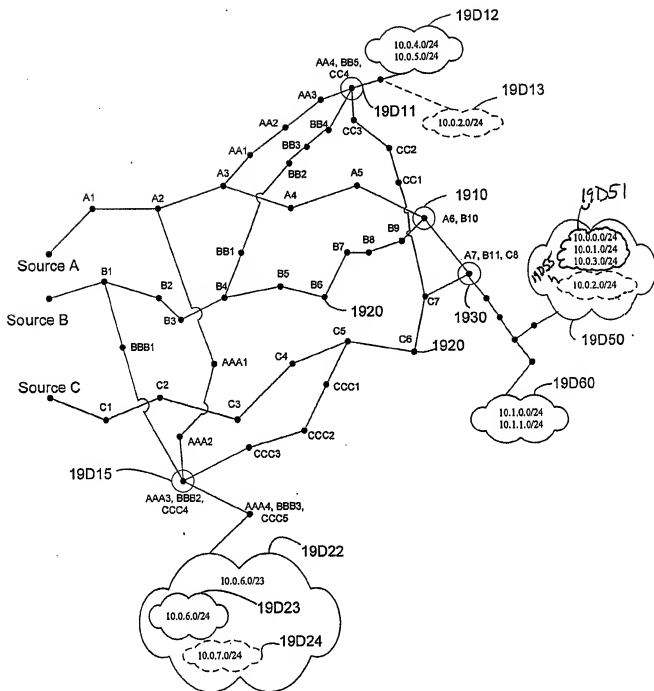 19D12
10.0.4.0/24
10.0.5.0/24
AA4, BB5,
CC4
19D11
19D13
10.0.2.0/24
AA3
AA2
AA1
BB4
BB3
BB2
CC3
CC2
CC1
A1
A2
A3
A4
A5
1910
A6, B10
19D51
10.0.0.0/24
10.0.1.0/24
10.0.3.0/24
19D55
10.0.2.0/24
19D50
Source A
BB1
B9
B7
B8
A7, B11, C8
1930
B1
B2
B3
B4
B5
B6
1920
C7
Source B
BBB1
AAA1
C5
C6
1920
C4
Source C
C1
C2
C3
CCC1
CCC2
CCC3
AAA2
19D60
10.1.0.0/24
10.1.1.0/24
19D15
AAA3, BBB2,
CCC4
AAA4, BBB3,
CCC5
19D22
10.0.6.0/23
19D23
10.0.6.0/24
19D24
10.0.7.0/24